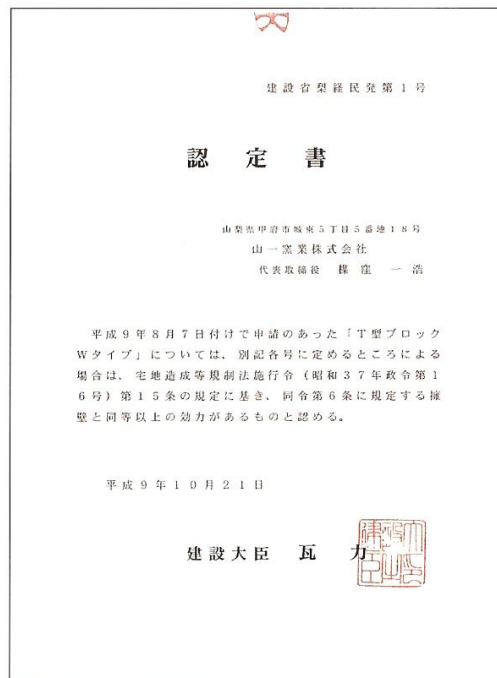 建設省梨経民発第1号
認定書
山梨県甲府市城東5丁目5番地18号
山一窯業株式会社
代表取締役 樋窪 一浩
平成9年8月7日付けで申請のあった「T型ブロック
Wタイプ」については、別記各号に定めるところによる
場合は、宅地造成等規制法施行令(昭和37年政令第1
6号)第15条の規定に基き、同令第6条に規定する擁
壁と同等以上の効力があるものと認める。
平成9年10月21日
建設大臣 瓦 力